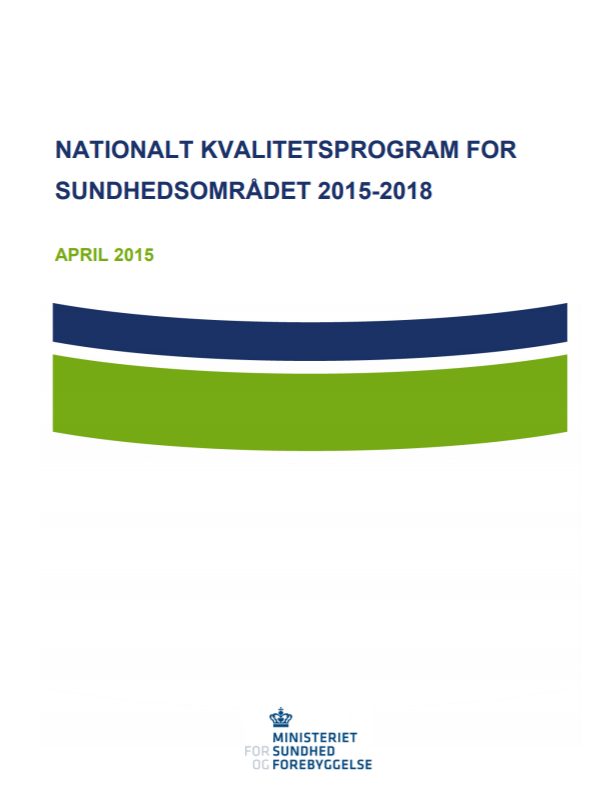 NATIONALT KVALITETSPROGRAM FOR
SUNDHEDSOMRÅDET 2015-2018
APRIL 2015
MINISTERIET
FOR SUNDHED
OG FOREBYGGELSE